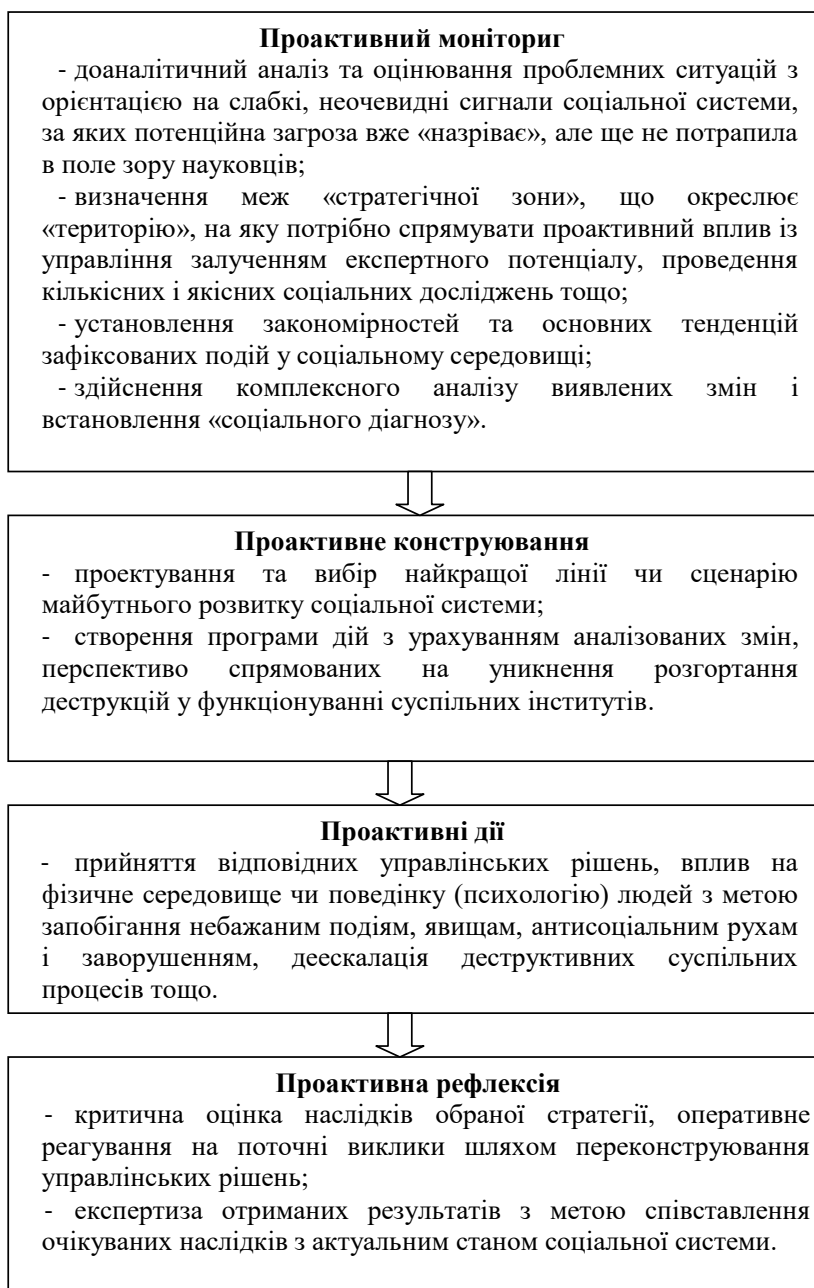 Проактивний моніториг
- доаналітичний аналіз та оцінювання проблемних ситуацій з
орієнтацією на слабкі, неочевидні сигнали соціальної системи,
за яких потенційна загроза вже «назріває», але ще не потрапила
в поле зору науковців;
- визначення меж «стратегічної зони», що окреслює
«територію», на яку потрібно спрямувати проактивний вплив із
управління залученням експертного потенціалу, проведення
кількісних і якісних соціальних досліджень тощо;
- установлення закономірностей та основних тенденцій
зафіксованих подій у соціальному середовищі;
- здійснення комплексного аналізу виявлених змін і
встановлення «соціального діагнозу».
Проактивне конструювання
- проектування та вибір найкращої лінії чи сценарію
майбутнього розвитку соціальної системи;
- створення програми дій з урахуванням аналізованих змін,
перспективо спрямованих на уникнення розгортання
деструкцій у функціонуванні суспільних інститутів.
Проактивні дії
- прийняття відповідних управлінських рішень, вплив на
фізичне середовище чи поведінку (психологію) людей з метою
запобігання небажаним подіям, явищам, антисоціальним рухам
і заворушенням, деескалація деструктивних суспільних
процесів тощо.
Проактивна рефлексія
- критична оцінка наслідків обраної стратегії, оперативне
реагування на поточні виклики шляхом переконструювання
управлінських рішень;
- експертиза отриманих результатів з метою співставлення
очікуваних наслідків з актуальним станом соціальної системи.